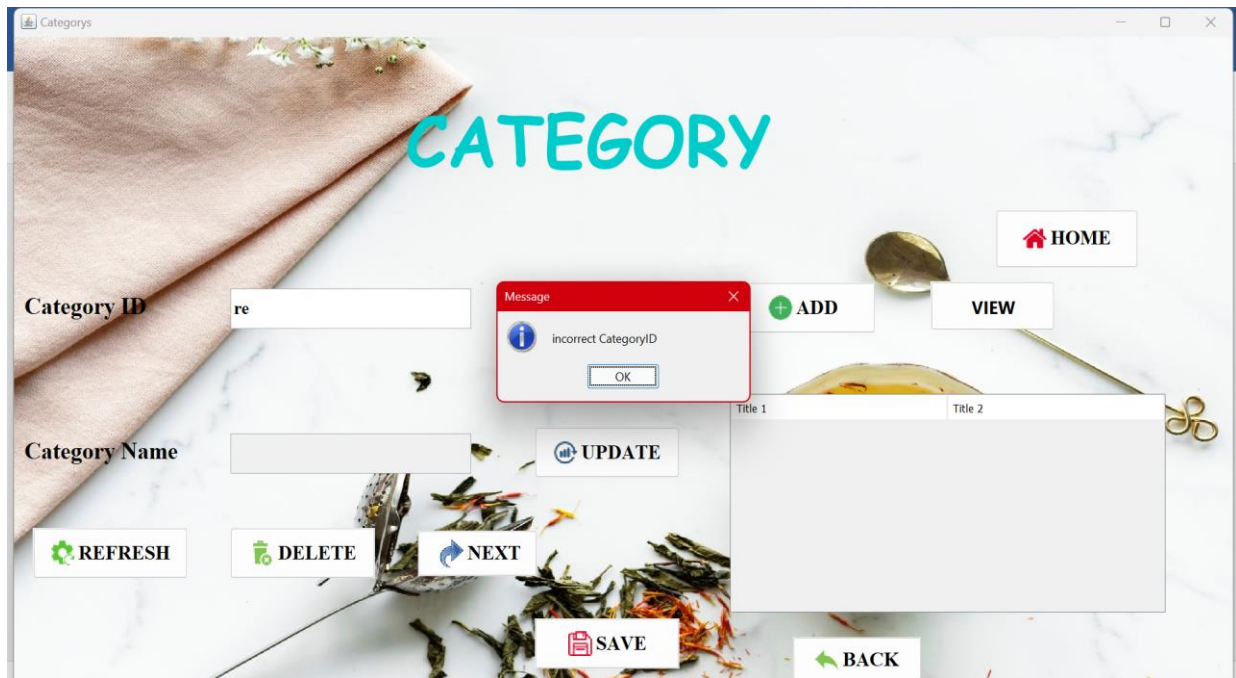 Categorys
CATEGORY
HOME
Category ID
re
Message
incorrect CategoryID
OK
ADD
VIEW
Title 1
Title 2
Category Name
UPDATE
REFRESH
DELETE
NEXT
SAVE
BACK